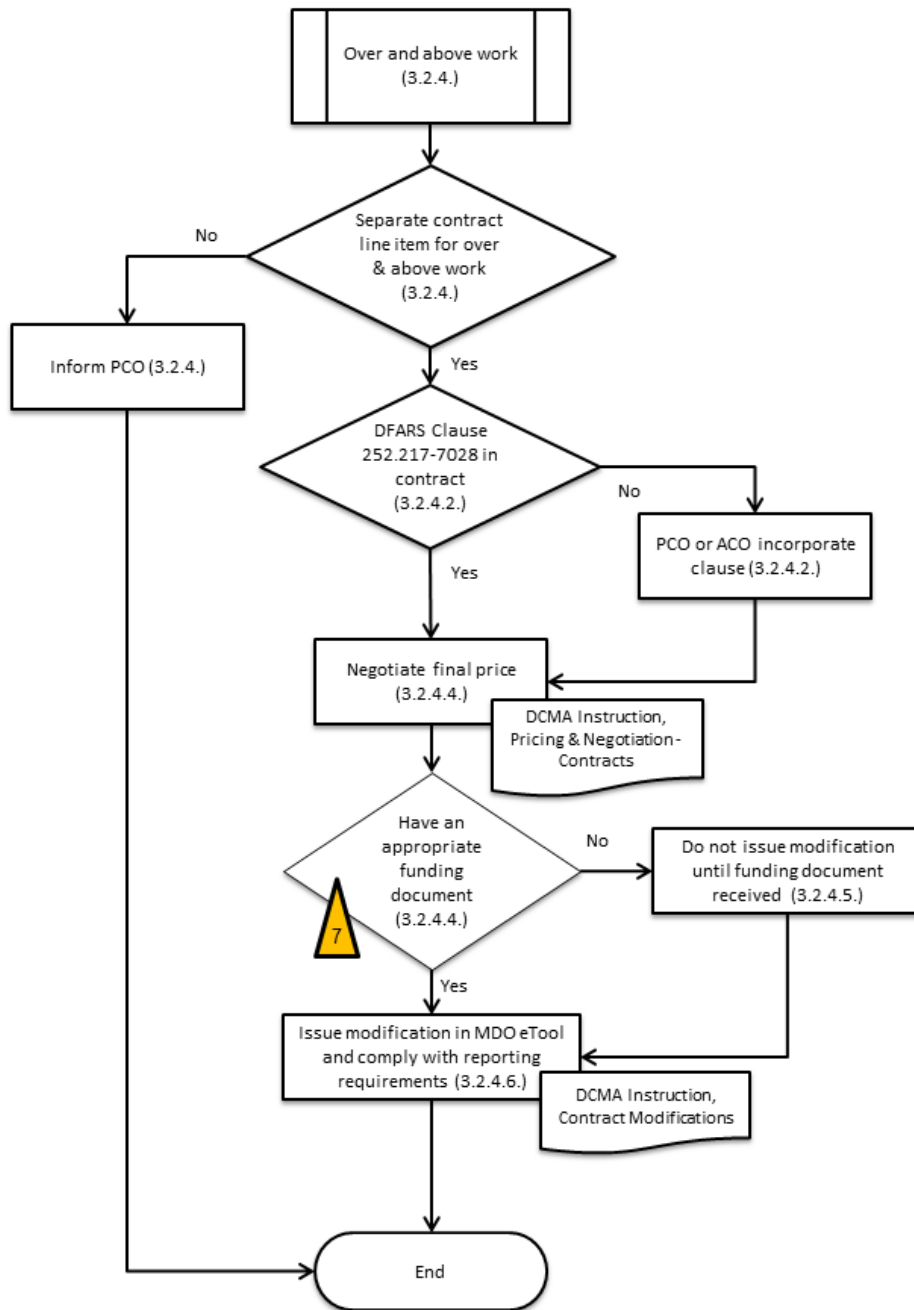 Over and above work
(3.2.4.)
Separate contract
line item for over
& above work
(3.2.4.)
No
Inform PCO (3.2.4.)
Yes
DFARS Clause
252.217-7028 in
contract
(3.2.4.2.)
No
PCO or ACO incorporate
clause (3.2.4.2.)
Yes
Negotiate final price
(3.2.4.4.)
DCMA Instruction,
Pricing & Negotiation-
Contracts
Have an
appropriate
funding
document
(3.2.4.4.)
7
No
Do not issue modification
until funding document
received (3.2.4.5.)
Yes
Issue modification in MDO eTool
and comply with reporting
requirements (3.2.4.6.)
DCMA Instruction,
Contract Modifications
End